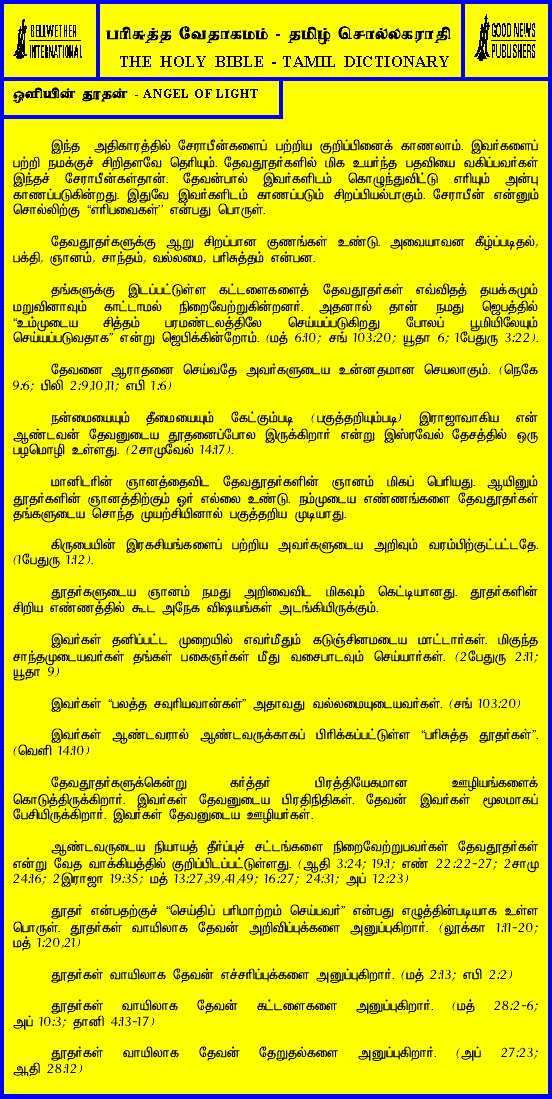 BELLWETHER
INTERNATIONAL
பரிசுத்த வேதாகமம் - தமிழ் சொல்லகராதி
THE HOLY BIBLE - TAMIL DICTIONARY
GOOD NEWS
PUBLISHERS
ஒளியின் தூதன் - ANGEL OF LIGHT
இந்த அதிகாரத்தில் சேராபீன்களைப் பற்றிய குறிப்பினைக் காணலாம். இவர்களைப்
பற்றி நமக்குச் சிறிதளவே தெரியும். தேவதூதர்களில் மிக உயர்ந்த பதவியை வகிப்பவர்கள்
இந்தச் சேராபீன்கள்தான். தேவன்பால் இவர்களிடம் கொழுந்துவிட்டு எரியும் அன்பு
காணப்படுகின்றது. இதுவே இவர்களிடம் காணப்படும் சிறப்பியல்பாகும். சேராபீன் என்னும்
சொல்லிற்கு “எரிபவைகள்” என்பது பொருள்.
தேவதூதர்களுக்கு ஆறு சிறப்பான குணங்கள் உண்டு. அவையாவன கீழ்ப்படிதல்,
பக்தி, ஞானம், சாந்தம், வல்லமை, பரிசுத்தம் என்பன.
தங்களுக்கு இடப்பட்டுள்ள கட்டளைகளைத் தேவதூதர்கள் எவ்விதத் தயக்கமும்
மறுவினாவும் காட்டாமல் நிறைவேற்றுகின்றனர். அதனால் தான் நமது ஜெபத்தில்
“உம்முடைய சித்தம் பரமண்டலத்திலே செய்யப்படுகிறது போலப் பூமியிலேயும்
செய்யப்படுவதாக” என்று ஜெபிக்கின்றோம். (மத் 6:10; சங் 103:20; யூதா 6; 1பேதுரு 3:22).
தேவனை ஆராதனை செய்வதே அவர்களுடைய உன்னதமான செயலாகும். (நெகே
9:6; பிலி 2:9,10,11; எபி 1:6)
நன்மையையும் தீமையையும் கேட்கும்படி (பகுத்தறியும்படி) இராஜாவாகிய என்
ஆண்டவன் தேவனுடைய தூதனைப்போல இருக்கிறார் என்று இஸ்ரவேல் தேசத்தில் ஒரு
பழமொழி உள்ளது. (2சாமுவேல் 14:17).
மானிடரின் ஞானத்தைவிட தேவதூதர்களின் ஞானம் மிகப் பெரியது. ஆயினும்
தூதர்களின் ஞானத்திற்கும் ஓர் எல்லை உண்டு. நம்முடைய எண்ணங்களை தேவதூதர்கள்
தங்களுடைய சொந்த முயற்சியினால் பகுத்தறிய முடியாது.
கிருபையின் இரகசியங்களைப் பற்றிய அவர்களுடைய அறிவும் வரம்பிற்குட்பட்டதே.
(1பேதுரு 1:12).
தூதர்களுடைய ஞானம் நமது அறிவைவிட மிகவும் கெட்டியானது. தூதர்களின்
சிறிய எண்ணத்தில் கூட அநேக விஷயங்கள் அடங்கியிருக்கும்.
இவர்கள் தனிப்பட்ட முறையில் எவர்மீதும் கடுஞ்சினமடைய மாட்டார்கள். மிகுந்த
சாந்தமுடையவர்கள் தங்கள் பகைஞர்கள் மீது வசைபாடவும் செய்யார்கள். (2பேதுரு 2:11;
யூதா 9)
இவர்கள் “பலத்த சவுரியவான்கள்” அதாவது வல்லமையுடையவர்கள். (சங் 103:20)
இவர்கள் ஆண்டவரால் ஆண்டவருக்காகப் பிரிக்கப்பட்டுள்ள “பரிசுத்த தூதர்கள்”.
(வெளி 14:10)
தேவதூதர்களுக்கென்று கர்த்தர் பிரத்தியேகமான ஊழியங்களைக்
கொடுத்திருக்கிறார். இவர்கள் தேவனுடைய பிரதிநிதிகள். தேவன் இவர்கள் மூலமாகப்
பேசியிருக்கிறார். இவர்கள் தேவனுடைய ஊழியர்கள்.
ஆண்டவருடைய நியாயத் தீர்ப்புச் சட்டங்களை நிறைவேற்றுபவர்கள் தேவதூதர்கள்
என்று வேத வாக்கியத்தில் குறிப்பிடப்பட்டுள்ளது. (ஆதி 3:24; 19:1; எண் 22:22-27; 2சாமு
24:16; 2இராஜா 19:35; மத் 13:27,39,41,49; 16:27; 24:31; அப் 12:23)
தூதர் என்பதற்குச் “செய்திப் பரிமாற்றம் செய்பவர்” என்பது எழுத்தின்படியாக உள்ள
பொருள். தூதர்கள் வாயிலாக தேவன் அறிவிப்புக்களை அனுப்புகிறார். (லூக்கா 1:11-20;
மத் 1:20,21)
தூதர்கள் வாயிலாக தேவன் எச்சரிப்புக்களை அனுப்புகிறார். (மத் 2:13; எபி 2:2)
தூதர்கள் வாயிலாக தேவன் கட்டளைகளை அனுப்புகிறார். (மத் 28:2-6;
அப் 10:3; தானி 4:13-17)
தூதர்கள் வாயிலாக தேவன் தேறுதல்களை அனுப்புகிறார். (அப் 27:23;
ஆதி 28:12)